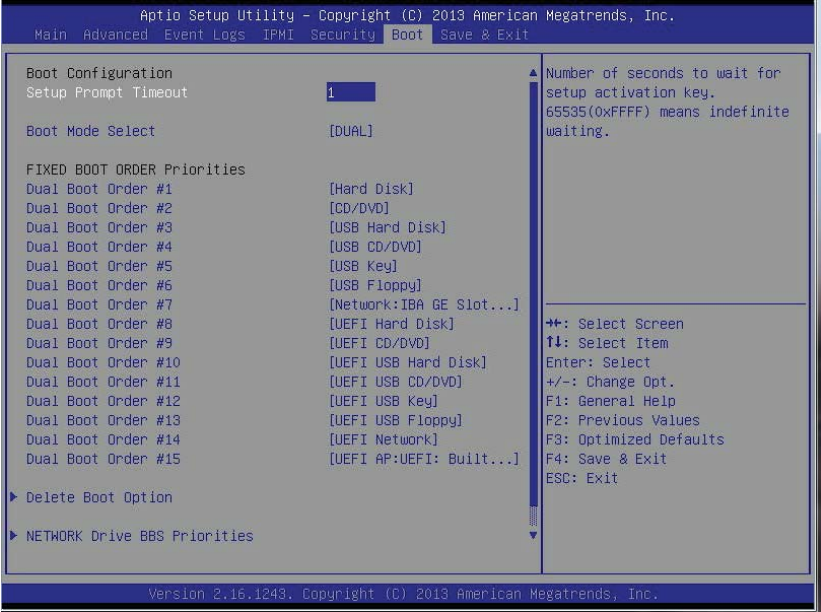 Aptio Setup Utility – Copyright (C) 2013 American Megatrends, Inc.
Main Advanced Event Logs IPMI Security Boot Save & Exit
Boot Configuration
Setup Prompt Timeout 1
Boot Mode Select [DUAL]
FIXED BOOT ORDER Priorities
Dual Boot Order #1 [Hard Disk]
Dual Boot Order #2 [CD/DVD]
Dual Boot Order #3 [USB Hard Disk]
Dual Boot Order #4 [USB CD/DVD]
Dual Boot Order #5 [USB Key]
Dual Boot Order #6 [USB Floppy]
Dual Boot Order #7 [Network:IBA GE Slot...]
Dual Boot Order #8 [UEFI Hard Disk]
Dual Boot Order #9 [UEFI CD/DVD]
Dual Boot Order #10 [UEFI USB Hard Disk]
Dual Boot Order #11 [UEFI USB CD/DVD]
Dual Boot Order #12 [UEFI USB Key]
Dual Boot Order #13 [UEFI USB Floppy]
Dual Boot Order #14 [UEFI Network]
Dual Boot Order #15 [UEFI AP:UEFI: Built...]
Delete Boot Option
NETWORK Drive BBS Priorities
Number of seconds to wait for
setup activation key.
65535(0xFFFF) means indefinite
waiting.
→←: Select Screen
↑↓: Select Item
Enter: Select
+/-: Change Opt.
F1: General Help
F2: Previous Values
F3: Optimized Defaults
F4: Save & Exit
ESC: Exit
Version 2.16.1243. Copyright (C) 2013 American Megatrends, Inc.